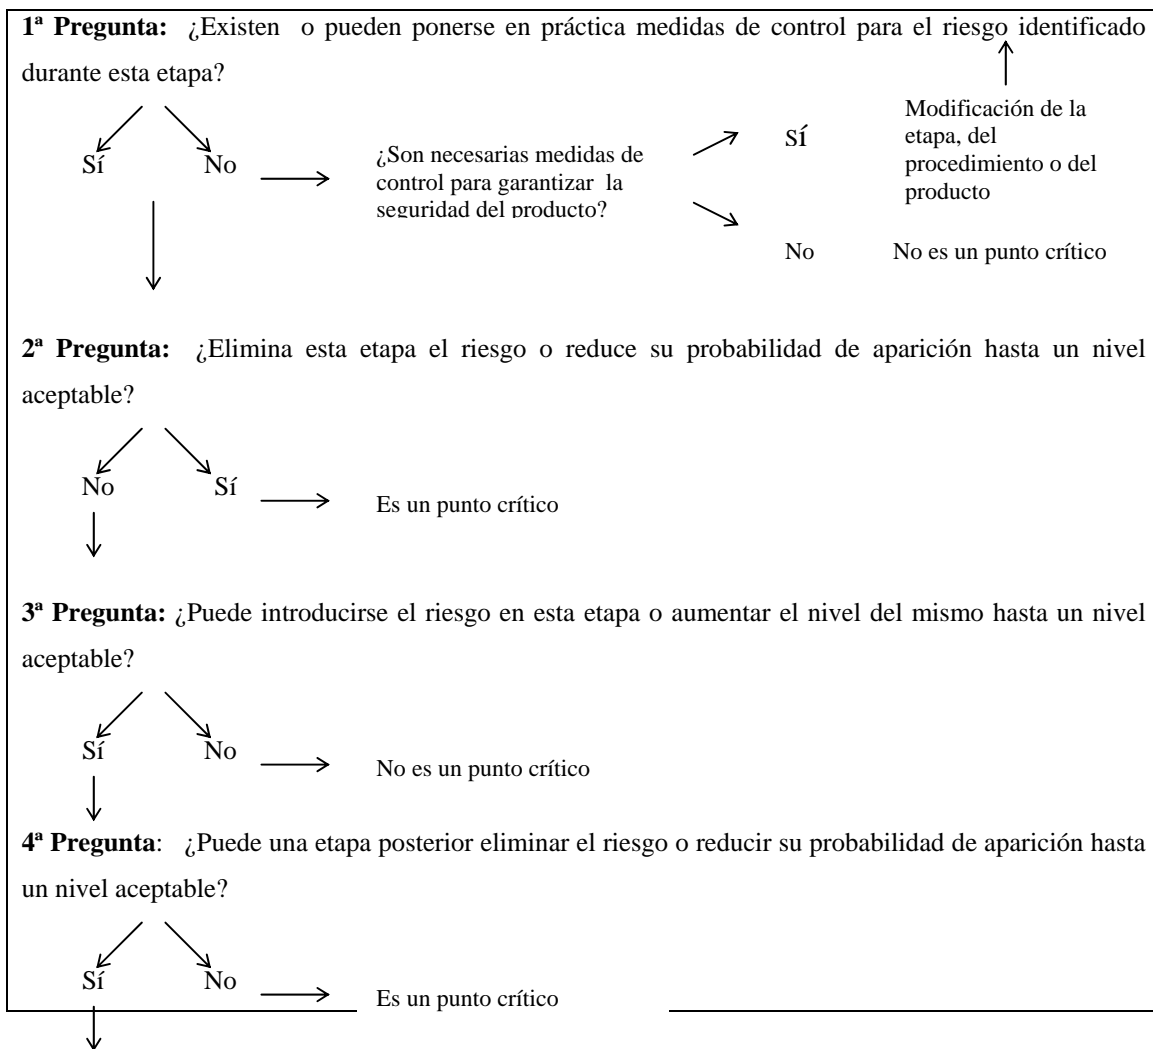 1ª Pregunta: ¿Existen o pueden ponerse en práctica medidas de control para el riesgo identificado
durante esta etapa?
Sí
No
¿Son necesarias medidas de
control para garantizar la
seguridad del producto?
Sí
Modificación de la
etapa, del
procedimiento o del
producto
No
No es un punto crítico
2ª Pregunta: ¿Elimina esta etapa el riesgo o reduce su probabilidad de aparición hasta un nivel
aceptable?
No
Sí
Es un punto crítico
3ª Pregunta: ¿Puede introducirse el riesgo en esta etapa o aumentar el nivel del mismo hasta un nivel
aceptable?
Sí
No
No es un punto crítico
4ª Pregunta: ¿Puede una etapa posterior eliminar el riesgo o reducir su probabilidad de aparición hasta
un nivel aceptable?
Sí
No
Es un punto crítico